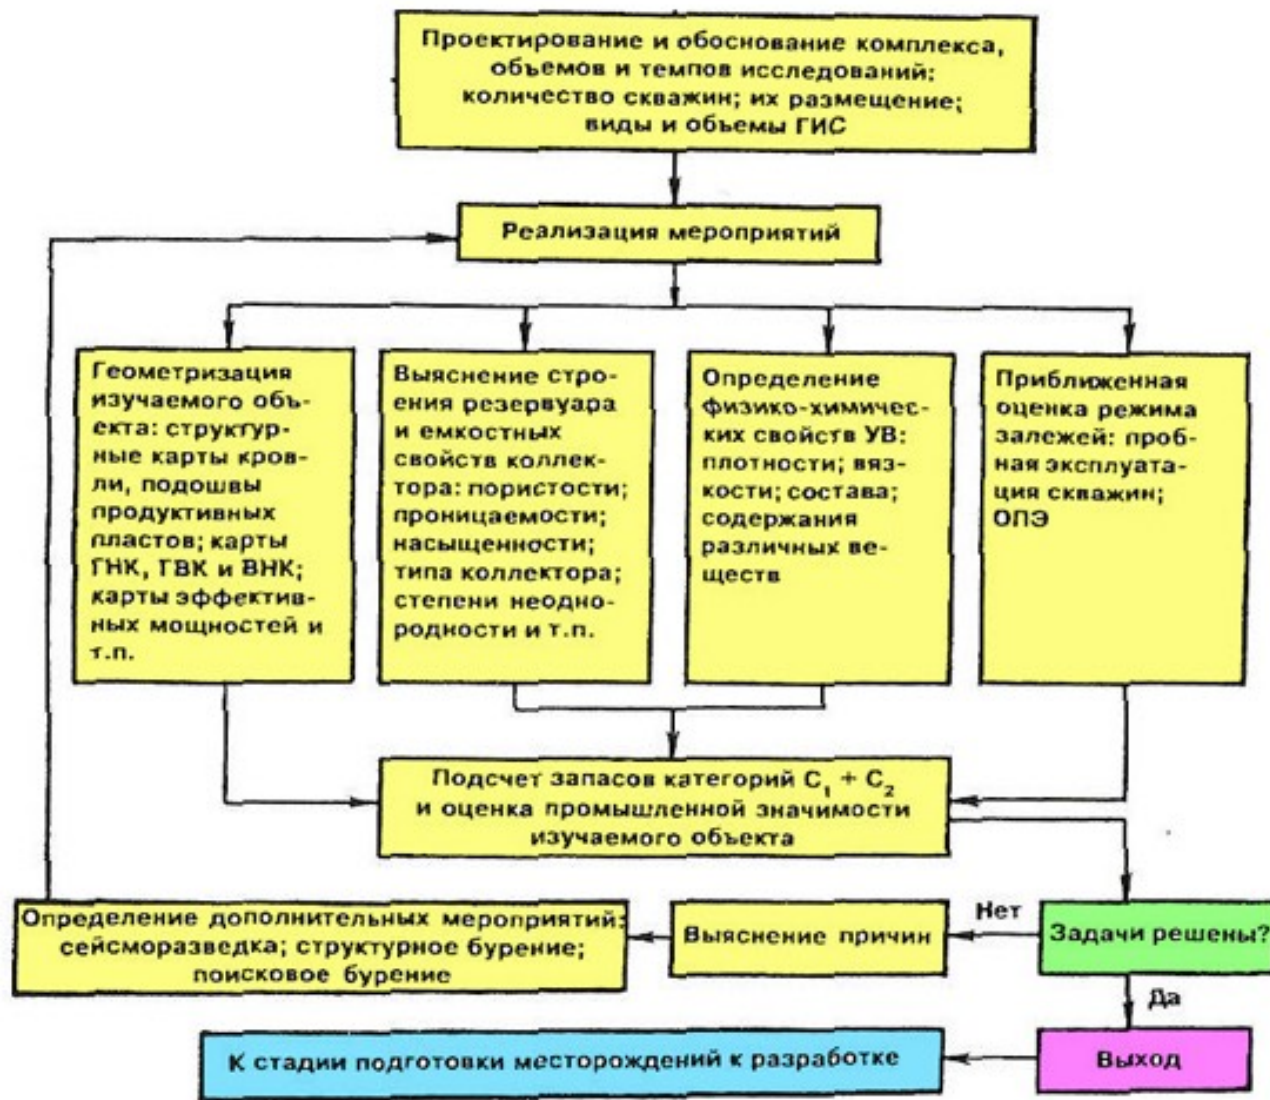 Проектирование и обоснование комплекса,
объемов и темпов исследований:
количество скважин; их размещение;
виды и объемы ГИС
Реализация мероприятий
Геометризация
изучаемого объ-
екта: структур-
ные карты кров-
ли, подошвы
продуктивных
пластов; карты
ГНК, ГВК и ВНК;
карты эффектив-
ных мощностей и
т.п.
Выяснение стро-
ения резервуара
и емкостных
свойств коллек-
тора: пористости;
проницаемости;
насыщенности;
типа коллектора;
степени неодно-
родности и т.п.
Определение
физико-химичес-
ких свойств УВ:
плотности; вяз-
кости; состава;
содержания
различных ве-
ществ
Приближенная
оценка режима
залежей: проб-
ная эксплуата-
ция скважин;
ОПЭ
Подсчет запасов категорий C₁ + C₂
и оценка промышленной значимости
изучаемого объекта
Задачи решены?
Нет
Выяснение причин
Определение дополнительных мероприятий:
сейсморазведка; структурное бурение;
поисковое бурение
Да
Выход
К стадии подготовки месторождений к разработке